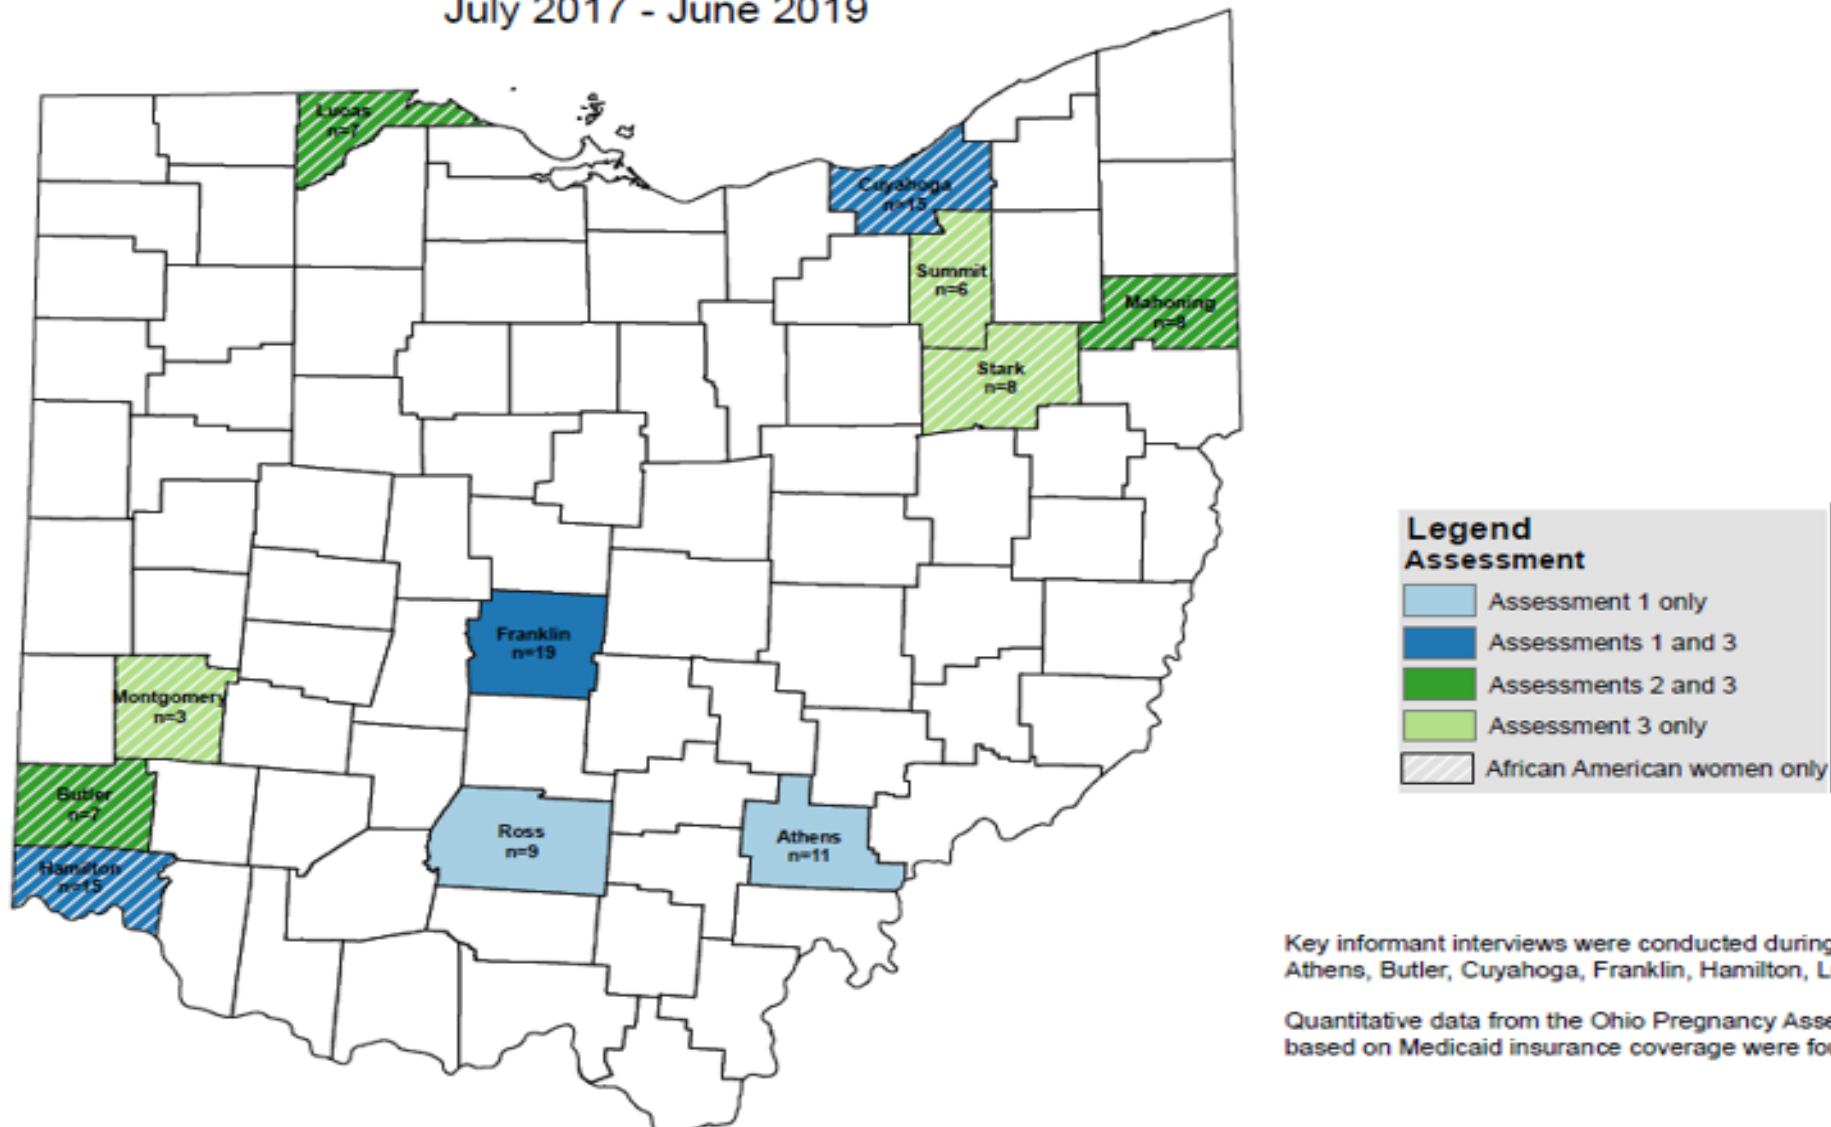 July 2017 - June 2019
Lucas
n=7
Cuyahoga
n=15
Summit
n=6
Mahoning
n=8
Stark
n=8
Franklin
n=19
Montgomery
n=3
Butler
n=7
Ross
n=9
Athens
n=11
Hamilton
n=15
Legend
Assessment
Assessment 1 only
Assessments 1 and 3
Assessments 2 and 3
Assessment 3 only
African American women only
Key informant interviews were conducted during
Athens, Butler, Cuyahoga, Franklin, Hamilton, L
Quantitative data from the Ohio Pregnancy Asse
based on Medicaid insurance coverage were fou